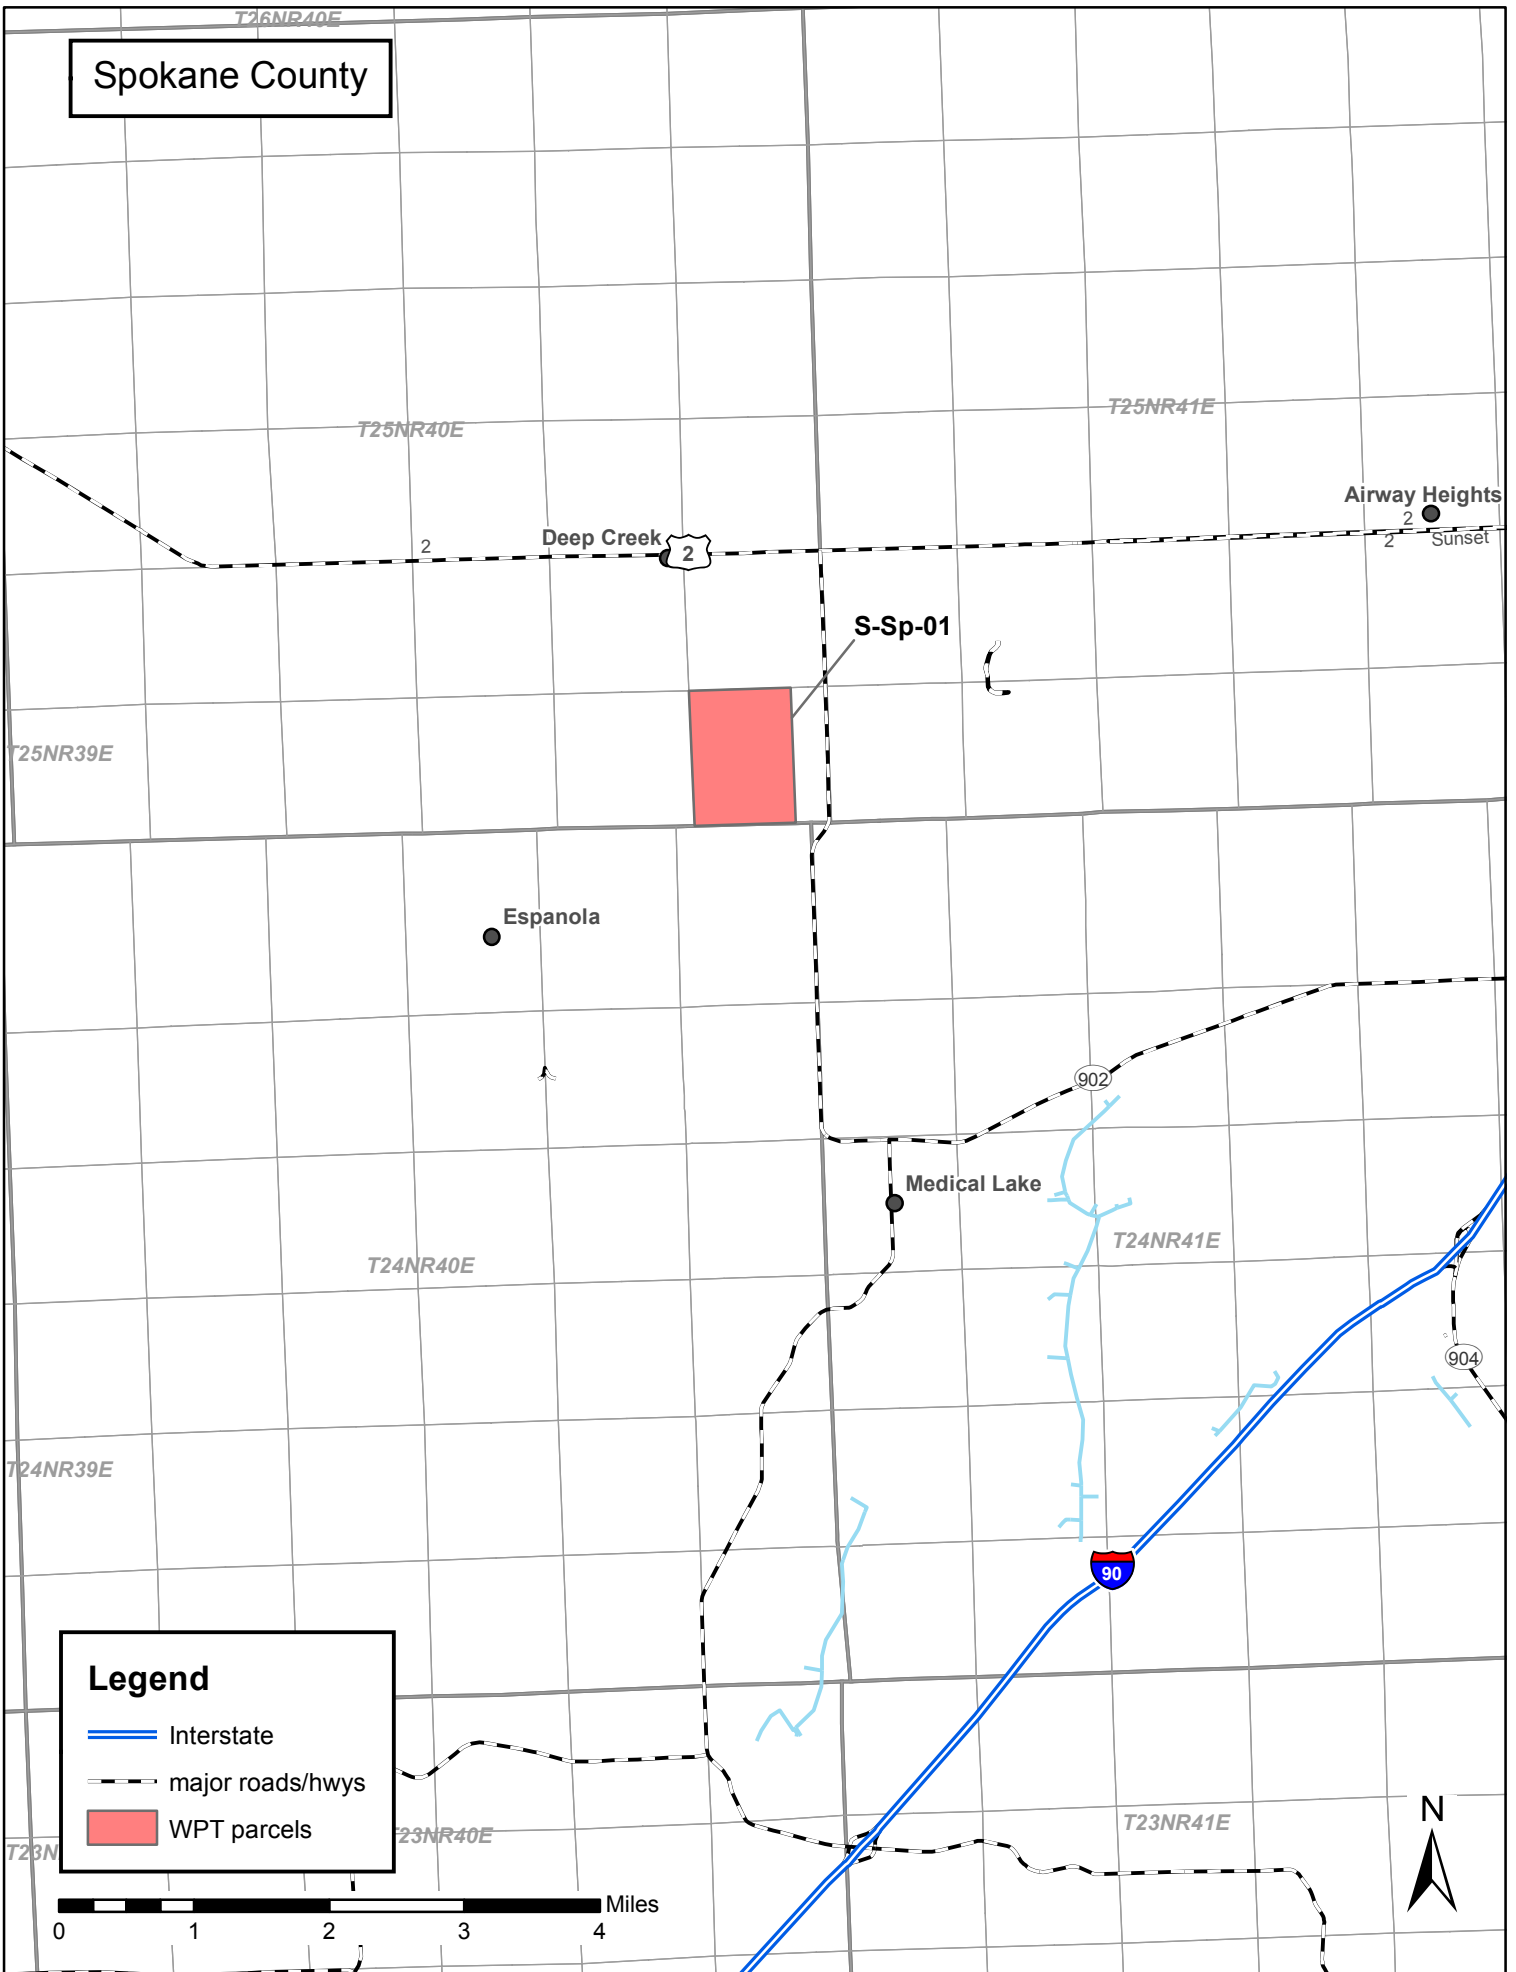 T26NR40E
Spokane County
T25NR41E
T25NR40E
Airway Heights
2
Deep Creek
2
2
2
Sunset
S-Sp-01
T25NR39E
Espanola
902
Medical Lake
T24NR41E
T24NR40E
904
T24NR39E
90
Legend
Interstate
major roads/hwys
WPT parcels
T23N
T23NR40E
T23NR41E
N
Miles
0 1 2 3 4